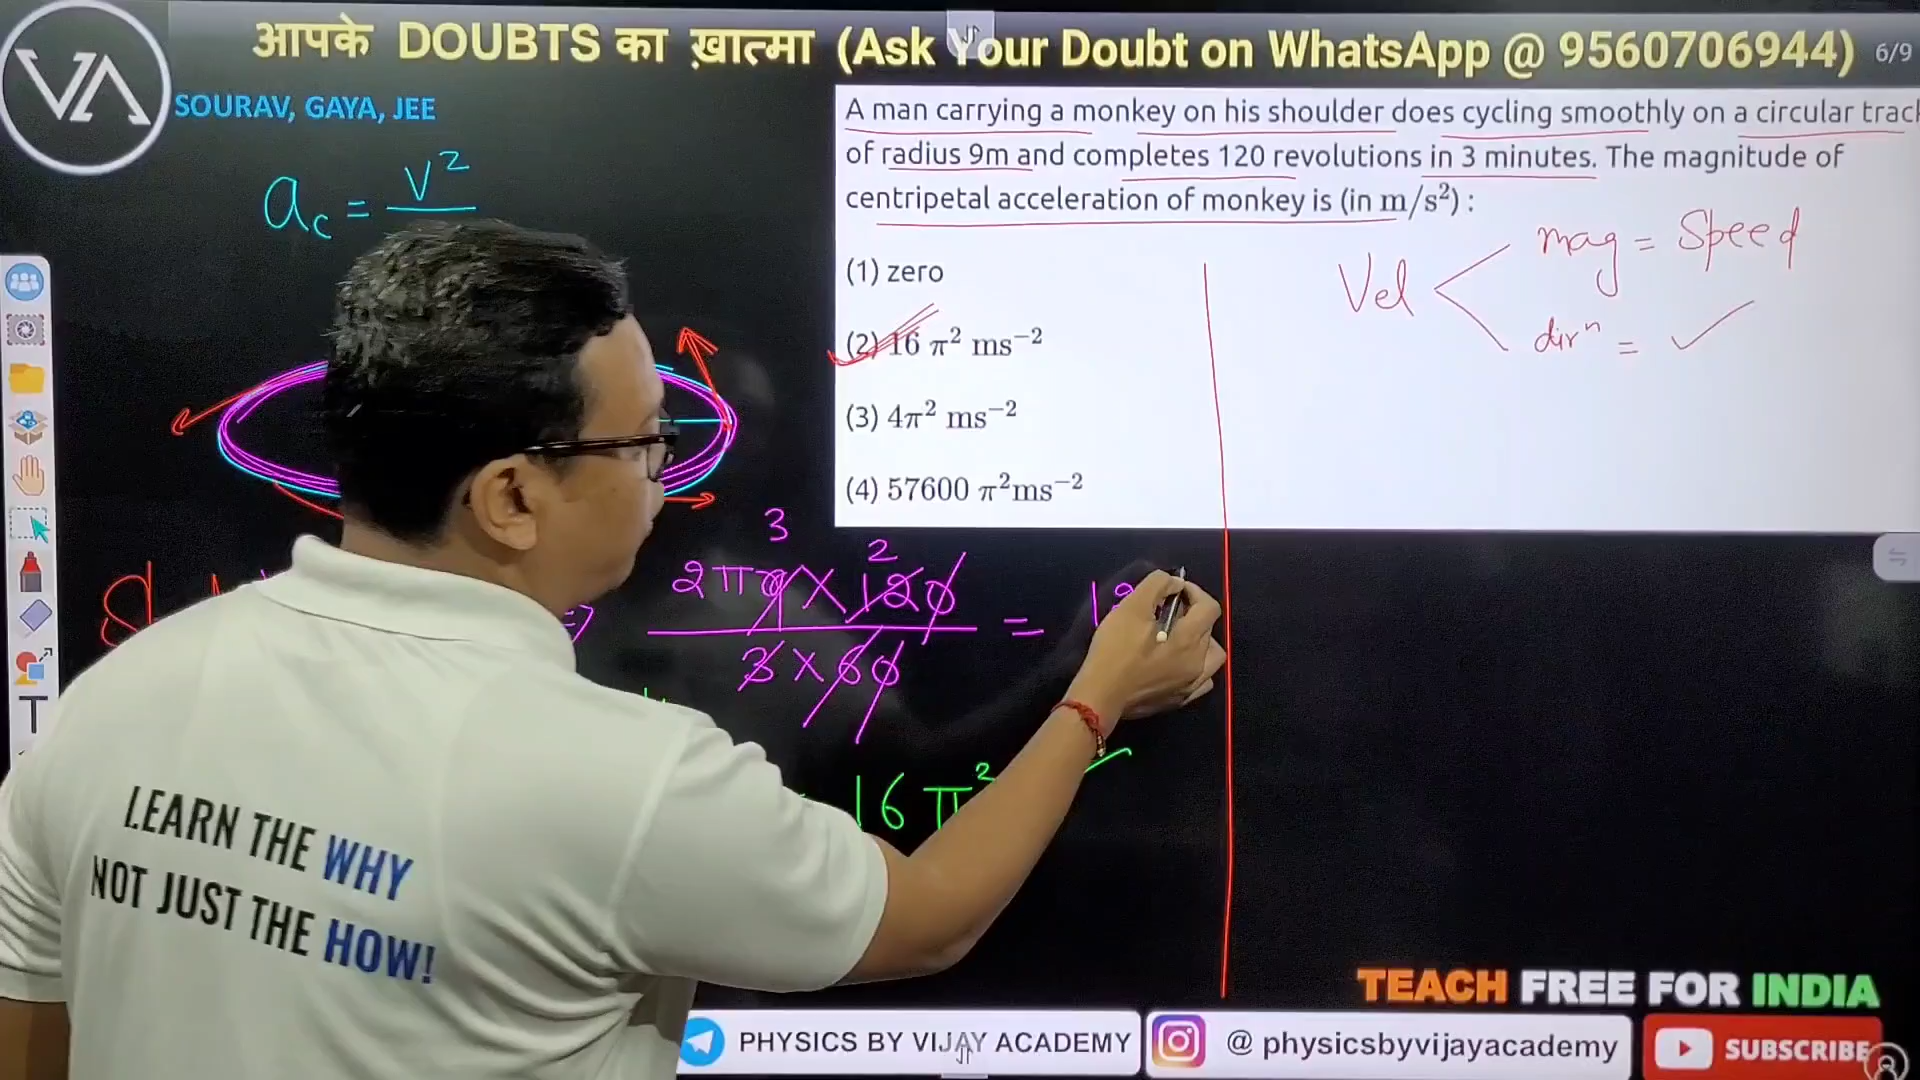 आपके DOUBTS का ख़ात्मा (Ask Your Doubt on WhatsApp @ 9560706944)
6/9
VA
SOURAV, GAYA, JEE
a_c = V²
A man carrying a monkey on his shoulder does cycling smoothly on a circular track
of radius 9m and completes 120 revolutions in 3 minutes. The magnitude of
centripetal acceleration of monkey is (in m/s²) :
(1) zero
(2) 16 π² ms⁻²
(3) 4π² ms⁻²
(4) 57600 π²ms⁻²
Vel
mag = Speed
dirⁿ = ✓
3
2
2π9 × 120
3 × 60
=
16 π²
LEARN THE WHY
NOT JUST THE HOW!
TEACH FREE FOR INDIA
PHYSICS BY VIJAY ACADEMY
@ physicsbyvijayacademy
SUBSCRIBE